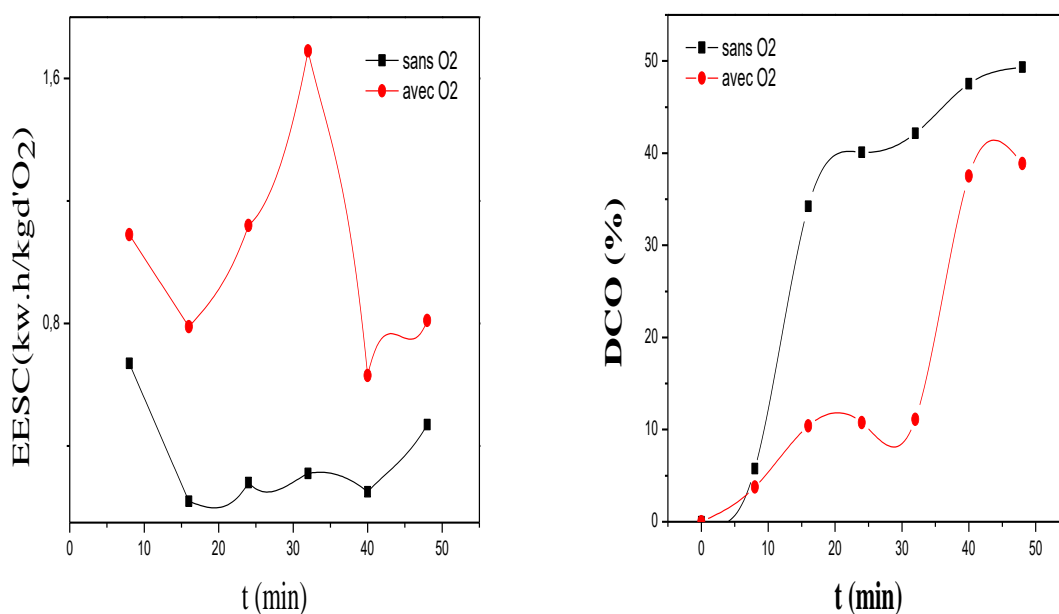 EESC(kw.h/kgd'O2)
1,6
0,8
sans O2
avec O2
0 10 20 30 40 50
t (min)
DCO (%)
50
40
30
20
10
0
sans O2
avec O2
0 10 20 30 40 50
t (min)